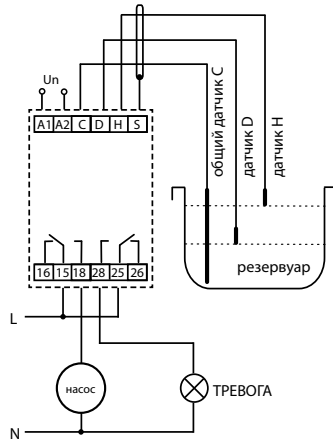 Un
A1 A2 C D H S
общий датчик C
датчик D
датчик H
резервуар
16 15 18 28 25 26
L
насос
ТРЕВОГА
N